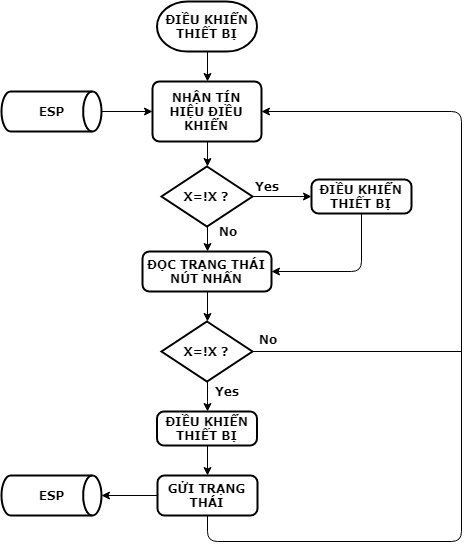 ĐIỀU KHIỂN
THIẾT BỊ
ESP
NHẬN TÍN
HIỆU ĐIỀU
KHIỂN
X=!X ?
Yes
ĐIỀU KHIỂN
THIẾT BỊ
No
ĐỌC TRẠNG THÁI
NÚT NHẤN
X=!X ?
No
Yes
ĐIỀU KHIỂN
THIẾT BỊ
ESP
GỬI TRẠNG
THÁI